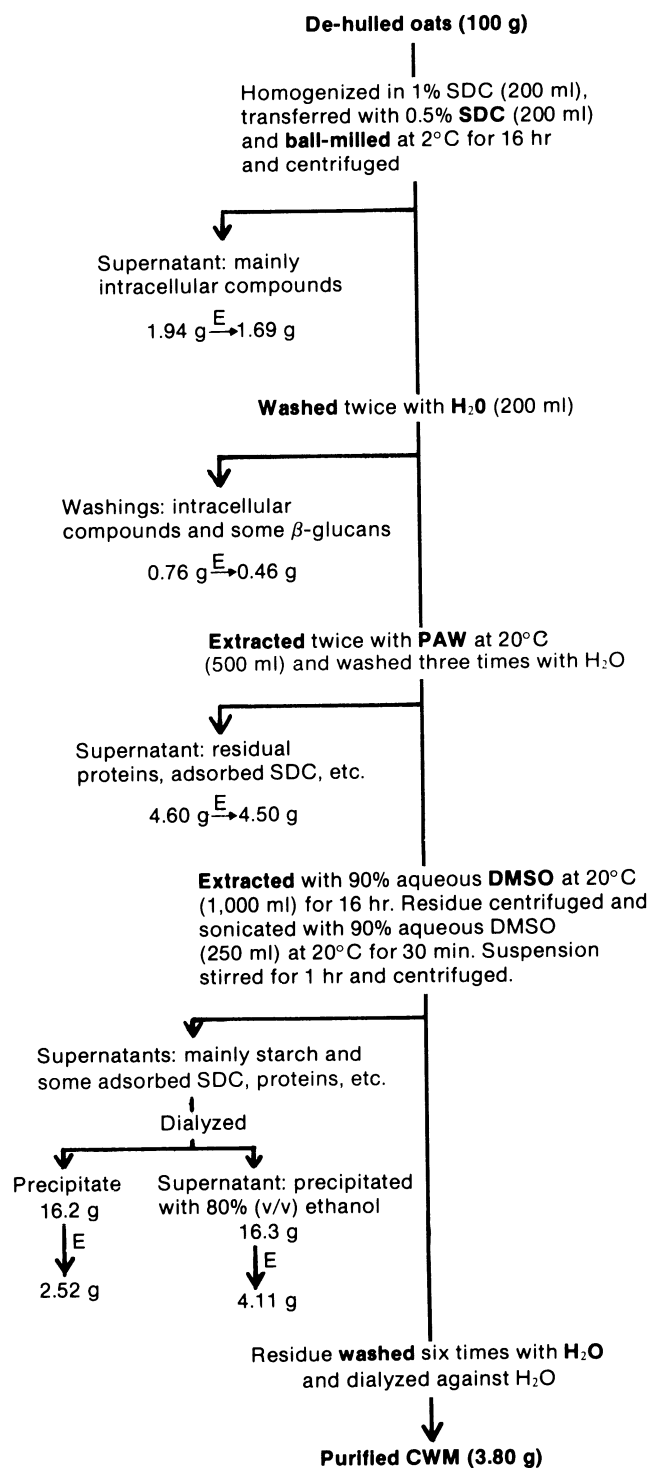 De-hulled oats (100 g)
Homogenized in 1% SDC (200 ml),
transferred with 0.5% SDC (200 ml)
and ball-milled at 2°C for 16 hr
and centrifuged
Supernatant: mainly
intracellular compounds
1.94 g E→ 1.69 g
Washed twice with H₂0 (200 ml)
Washings: intracellular
compounds and some β-glucans
0.76 g E→ 0.46 g
Extracted twice with PAW at 20°C
(500 ml) and washed three times with H₂O
Supernatant: residual
proteins, adsorbed SDC, etc.
4.60 g E→ 4.50 g
Extracted with 90% aqueous DMSO at 20°C
(1,000 ml) for 16 hr. Residue centrifuged and
sonicated with 90% aqueous DMSO
(250 ml) at 20°C for 30 min. Suspension
stirred for 1 hr and centrifuged.
Supernatants: mainly starch and
some adsorbed SDC, proteins, etc.
Dialyzed
Precipitate
16.2 g
E
2.52 g
Supernatant: precipitated
with 80% (v/v) ethanol
16.3 g
E
4.11 g
Residue washed six times with H₂O
and dialyzed against H₂O
Purified CWM (3.80 g)